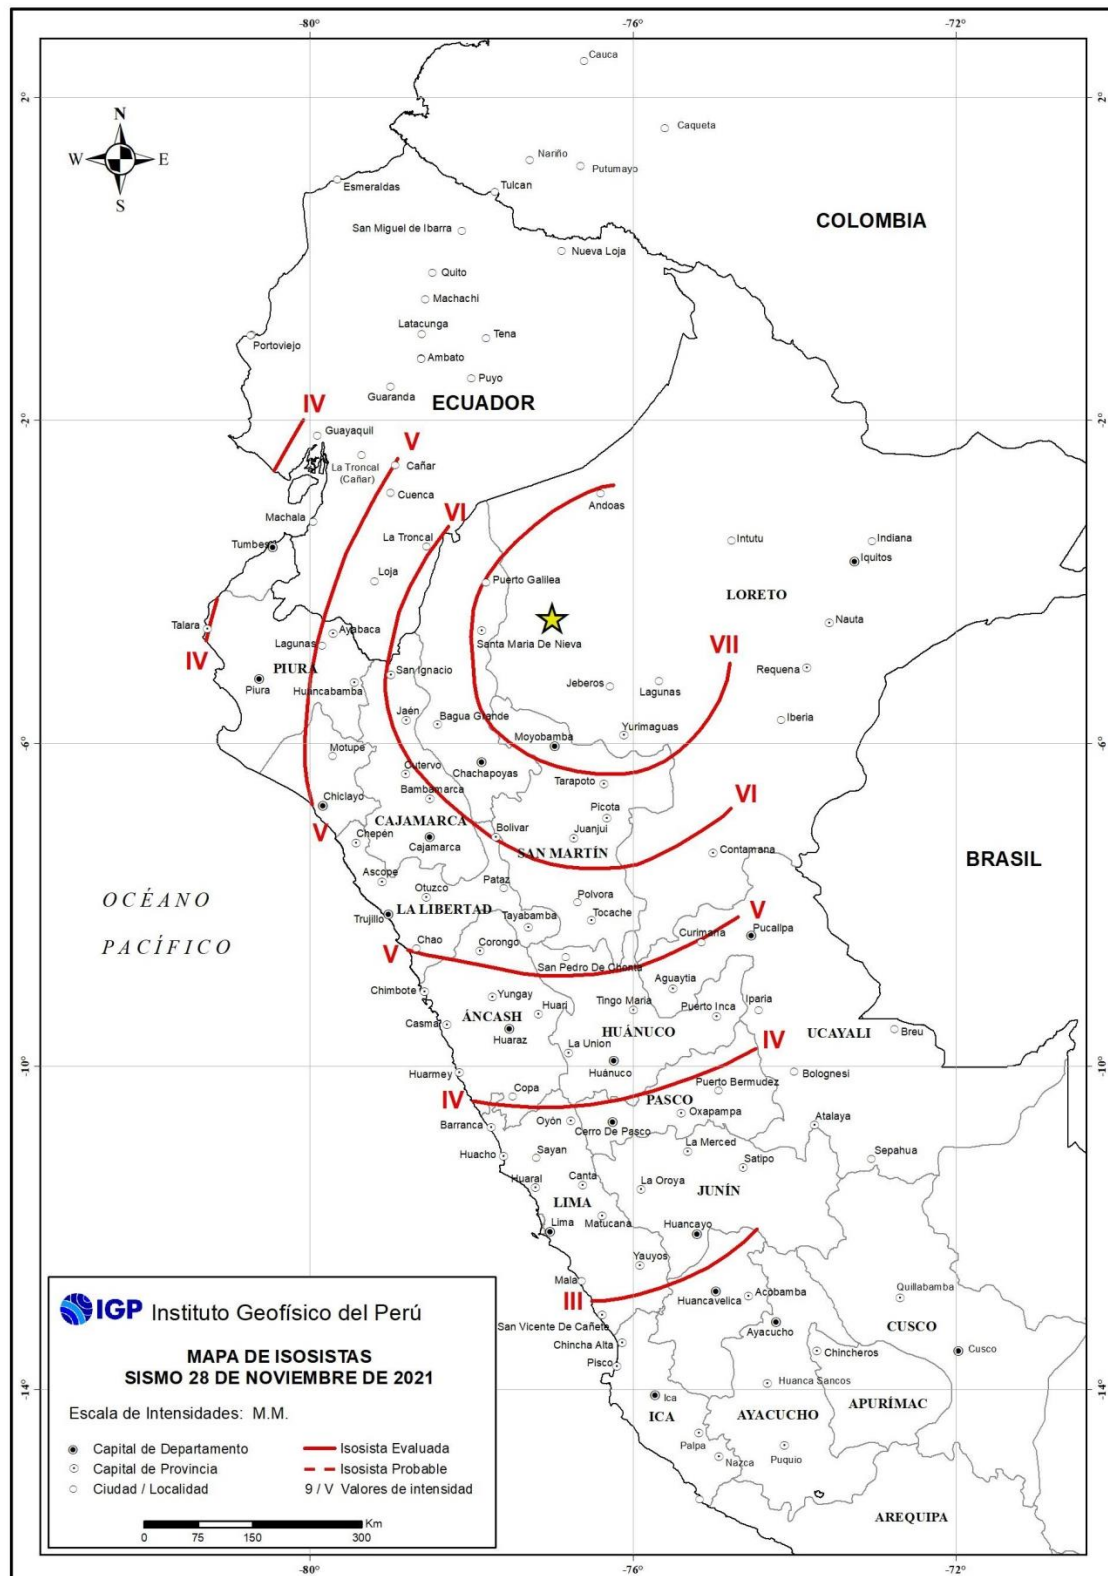 -80°
-76°
-72°
Cauca
2°
2°
Caqueta
N
W
E
S
Nariño
Putumayo
Esmeraldas
Tulcan
COLOMBIA
San Miguel de Ibarra
Nueva Loja
Quito
Machachi
Latacunga
Tena
Portoviejo
Ambato
Puyo
Guaranda
ECUADOR
IV
-2°
-2°
Guayaquil
V
La Troncal
(Cañar)
Cañar
Cuenca
Andoas
VI
Machala
La Troncal
Intutu
Indiana
Tumbes
Iquitos
Loja
Puerto Galilea
LORETO
Talara
Ayabaca
Nauta
Lagunas
Santa Maria De Nieva
VII
IV
PIURA
San Ignacio
Requena
Piura
Huancabamba
Jeberos
Lagunas
Jaén
Bagua Grande
Iberia
Yurimaguas
Moyobamba
-6°
-6°
Motupe
Cutervo
Chachapoyas
Tarapoto
Bambamarca
VI
Chiclayo
CAJAMARCA
Picota
V
Chepén
Cajamarca
Bolivar
Juanjui
SAN MARTÍN
Contamana
BRASIL
Ascope
Otuzco
Pataz
OCÉANO
Polvora
LA LIBERTAD
V
Trujillo
Tayabamba
Tocache
Curimana
Pucallpa
PACÍFICO
V
Chao
Corongo
San Pedro De Chonta
Aguaytia
Chimbote
Yungay
Tingo Maria
Iparia
Huari
Puerto Inca
Casma
ÁNCASH
HUÁNUCO
UCAYALI
Breu
Huaraz
IV
La Union
-10°
-10°
Huarmey
Huánuco
Bolognesi
Puerto Bermudez
Copa
IV
PASCO
Oxapampa
Barranca
Oyón
Cerro De Pasco
Atalaya
La Merced
Huacho
Sayan
Satipo
Sepahua
Huaral
Canta
La Oroya
JUNÍN
LIMA
Lima
Matucana
Huancayo
Yauyos
Mala
Quillabamba
III
Huancavelica
Acobamba
San Vicente De Cañete
Ayacucho
CUSCO
Chincha Alta
Chincheros
Cusco
Pisco
Huanca Sancos
-14°
-14°
Ica
APURÍMAC
ICA
AYACUCHO
Palpa
Puquio
Nazca
AREQUIPA
IGP Instituto Geofísico del Perú
MAPA DE ISOSISTAS
SISMO 28 DE NOVIEMBRE DE 2021
Escala de Intensidades: M.M.
Capital de Departamento
Isosista Evaluada
Capital de Provincia
Isosista Probable
Ciudad / Localidad
9 / V Valores de intensidad
Km
0 75 150 300
-80°
-76°
-72°